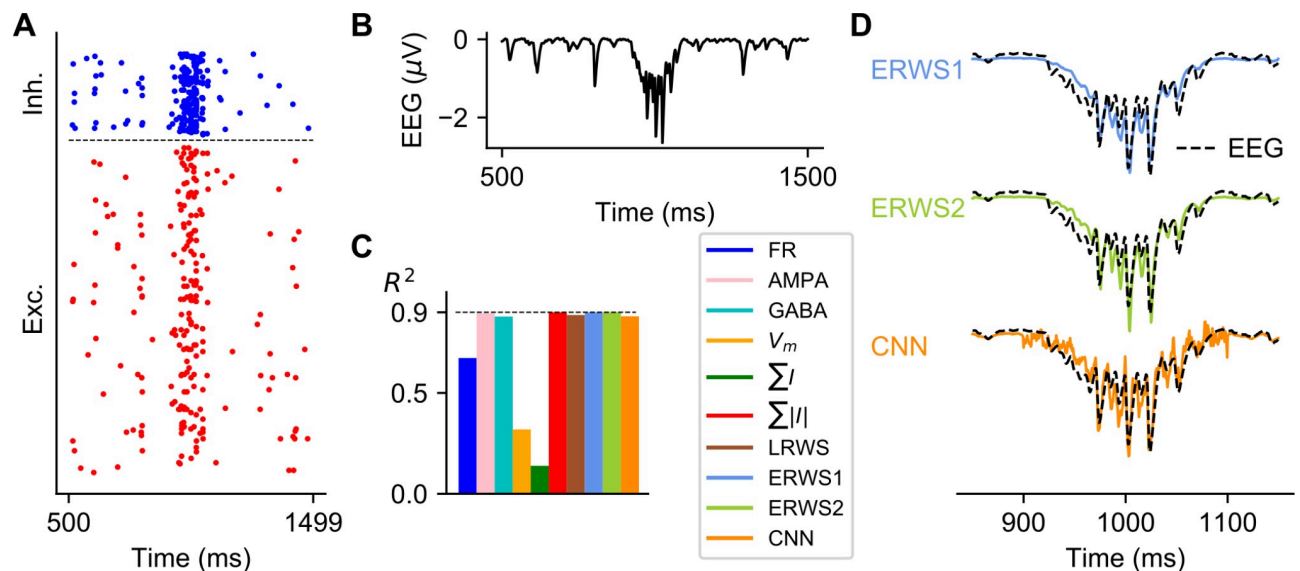 A
Inh.
Exc.
500
1499
Time (ms)
B
EEG (μV)
0
−2
500
1500
Time (ms)
C
R²
0.9
0.5
0.0
FR
AMPA
GABA
Vₘ
∑I
∑|I|
LRWS
ERWS1
ERWS2
CNN
D
ERWS1
EEG
ERWS2
CNN
900
1000
1100
Time (ms)